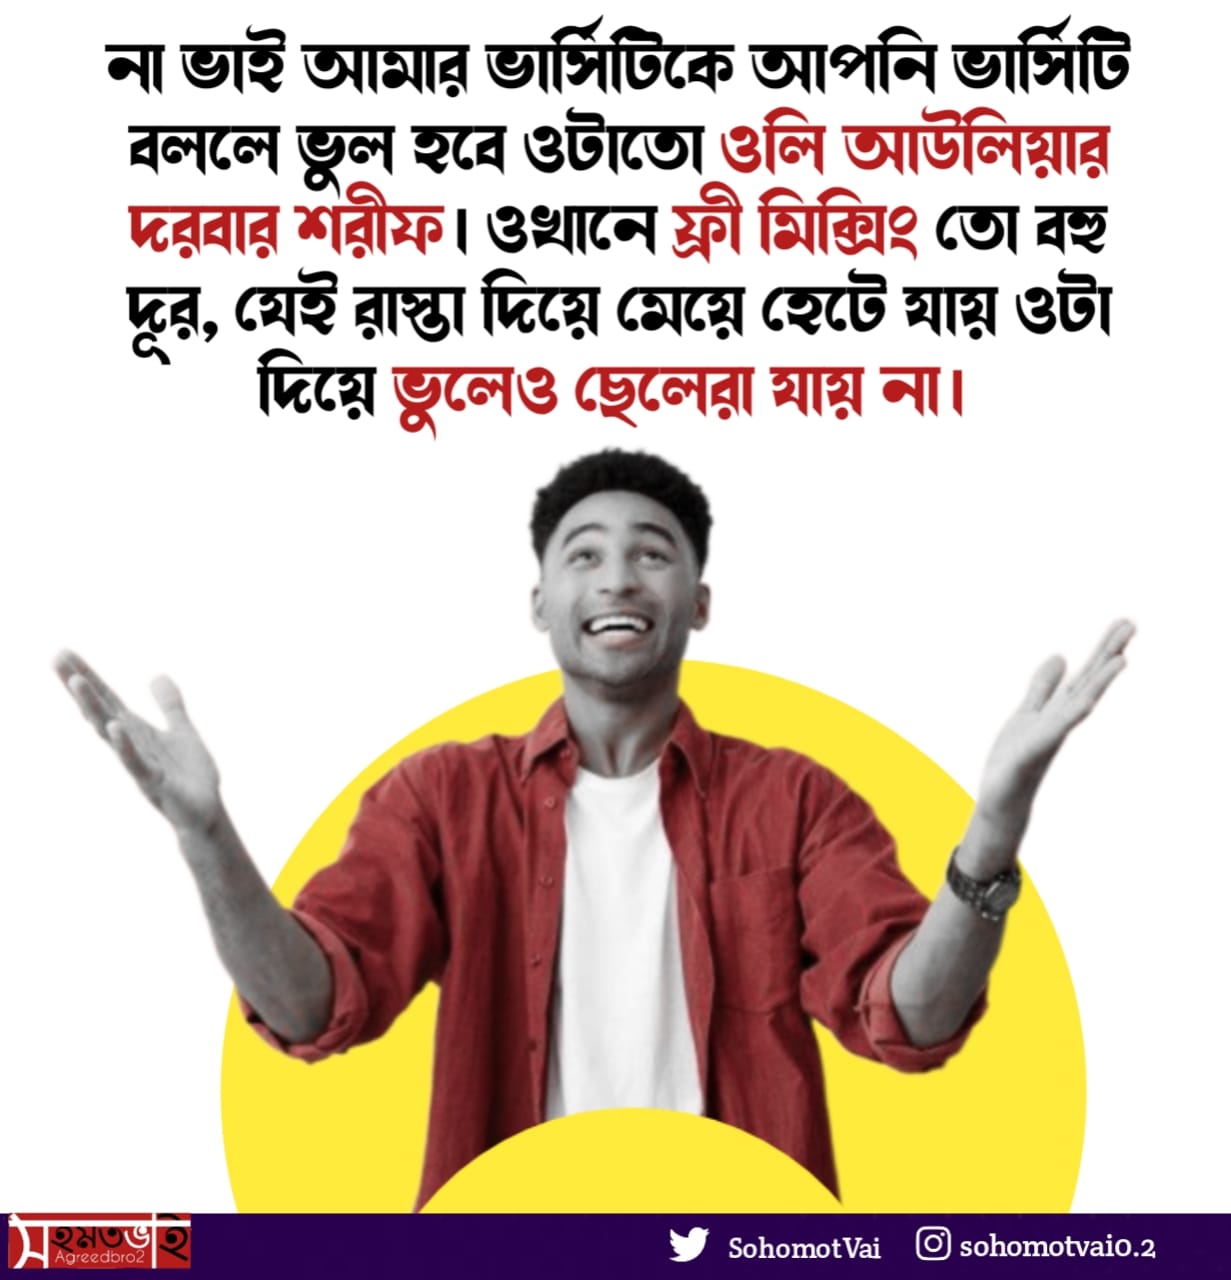 না ভাই আমার ভার্সিটিকে আপনি ভার্সিটি
বললে ভুল হবে ওটাতো ওলি আউলিয়ার
দরবার শরীফ। ওখানে ফ্রী মিক্সিং তো বহু
দূর, যেই রাস্তা দিয়ে মেয়ে হেটে যায় ওটা
দিয়ে ভুলেও ছেলেরা যায় না।
সহমতভাই
Agreedbro2
SohomotVai
sohomotvai0.2